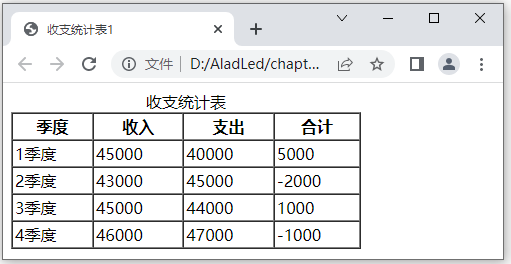 收支统计表1
文件 D:/AladLed/chapt...
收支统计表
季度 收入 支出 合计
1季度 45000 40000 5000
2季度 43000 45000 -2000
3季度 45000 44000 1000
4季度 46000 47000 -1000